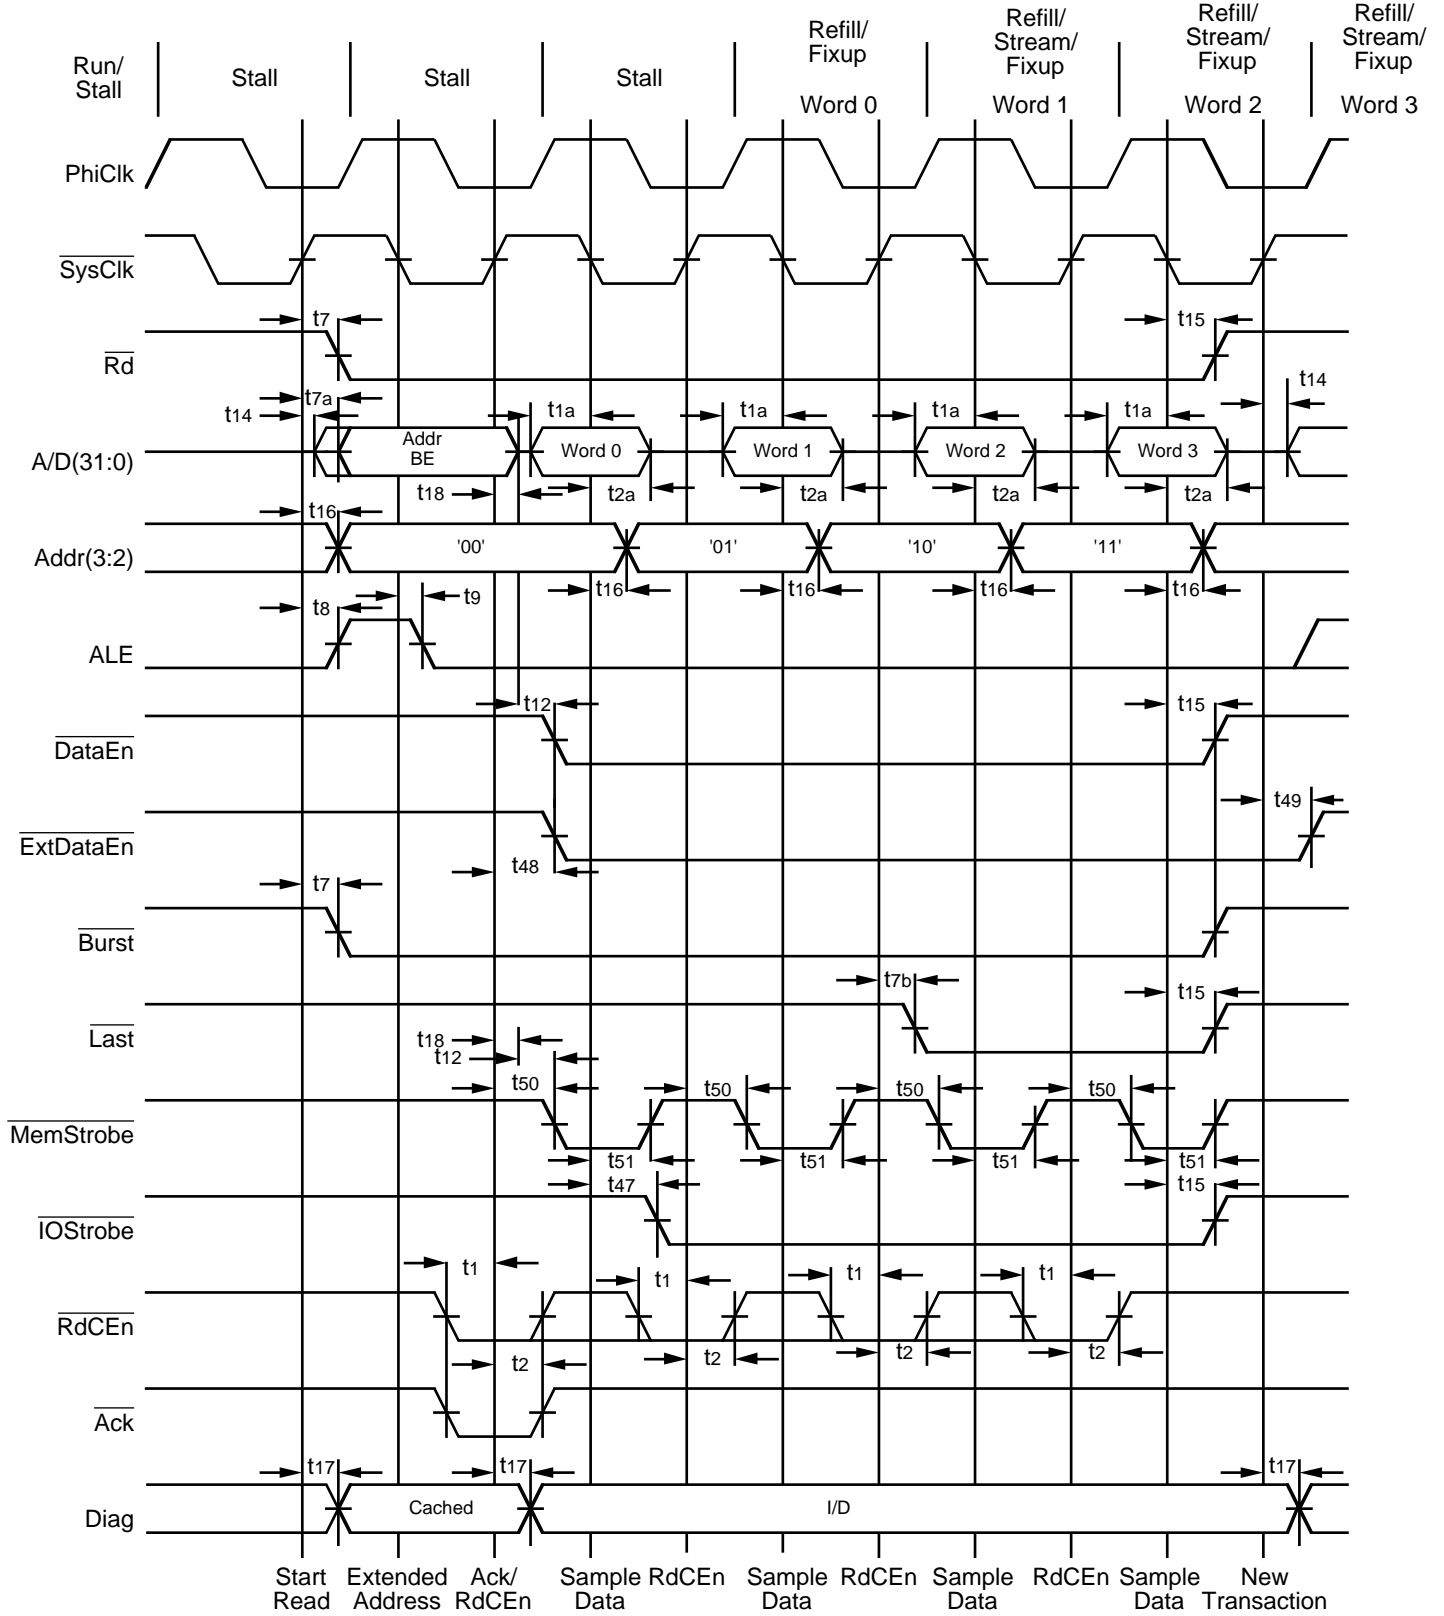 Run/
Stall
Stall
Stall
Stall
Refill/
Fixup
Word 0
Refill/
Stream/
Fixup
Word 1
Refill/
Stream/
Fixup
Word 2
Refill/
Stream/
Fixup
Word 3
PhiClk
SysClk
t7
t15
Rd
t7a
t14
t1a
t1a
t1a
t1a
t14
A/D(31:0)
Addr
BE
Word 0
Word 1
Word 2
Word 3
t18
t2a
t2a
t2a
t2a
t16
Addr(3:2)
'00'
'01'
'10'
'11'
t16
t16
t16
t16
t8
t9
ALE
t12
t15
DataEn
t49
ExtDataEn
t48
t7
Burst
t7b
t15
Last
t18
t12
t50
t50
t50
t50
MemStrobe
t51
t51
t51
t51
t47
t15
IOStrobe
t1
t1
t1
t1
RdCEn
t2
t2
t2
t2
Ack
t17
t17
t17
Diag
Cached
I/D
Start
Read
Extended
Address
Ack/
RdCEn
Sample
Data
RdCEn
Sample
Data
RdCEn
Sample
Data
RdCEn
Sample
Data
New
Transaction